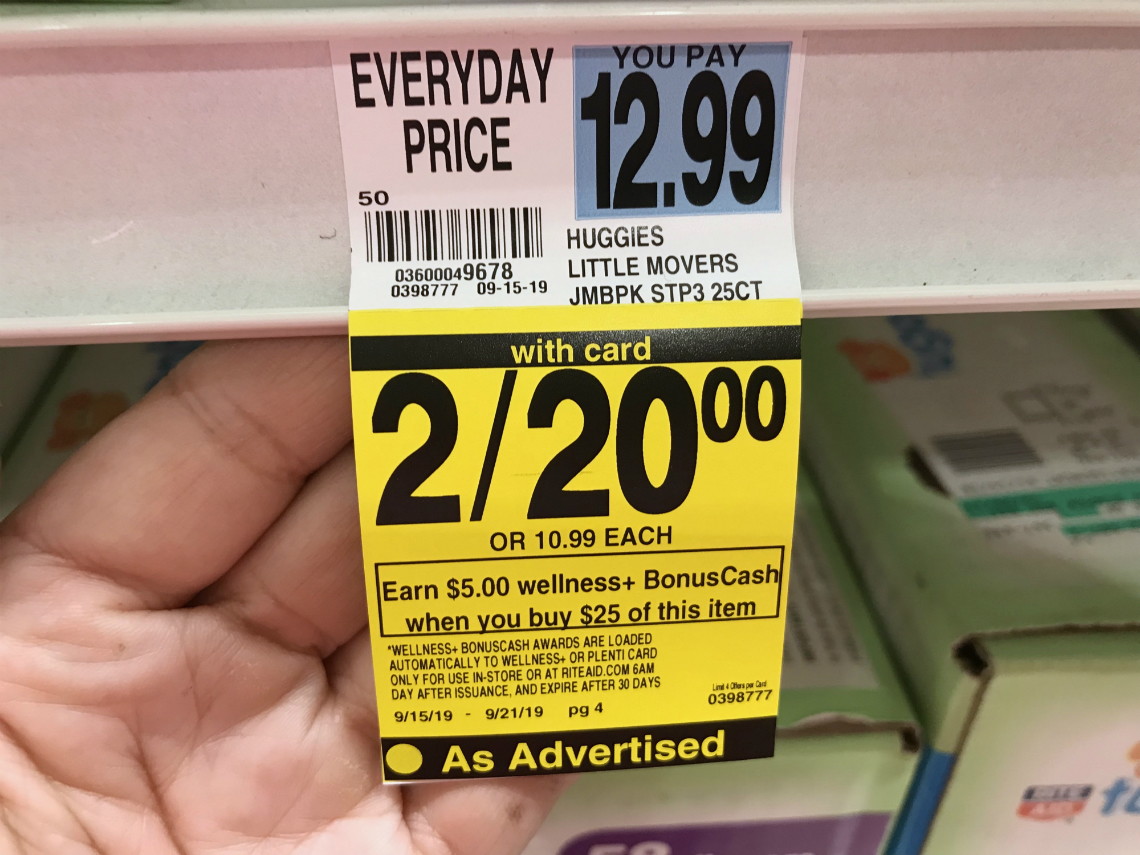 EVERYDAY
PRICE
YOU PAY
12.99
50
03600049678
0398777 09-15-19
HUGGIES
LITTLE MOVERS
JMBPK STP3 25CT
with card
2/20⁰⁰
OR 10.99 EACH
Earn $5.00 wellness+ BonusCash
when you buy $25 of this item
*WELLNESS+ BONUSCASH AWARDS ARE LOADED
AUTOMATICALLY TO WELLNESS+ OR PLENTI CARD
ONLY FOR USE IN-STORE OR AT RITEAID.COM 6AM
DAY AFTER ISSUANCE, AND EXPIRE AFTER 30 DAYS
Limit 4 Offers per Card
0398777
9/15/19 - 9/21/19 pg 4
As Advertised
RITE
AID